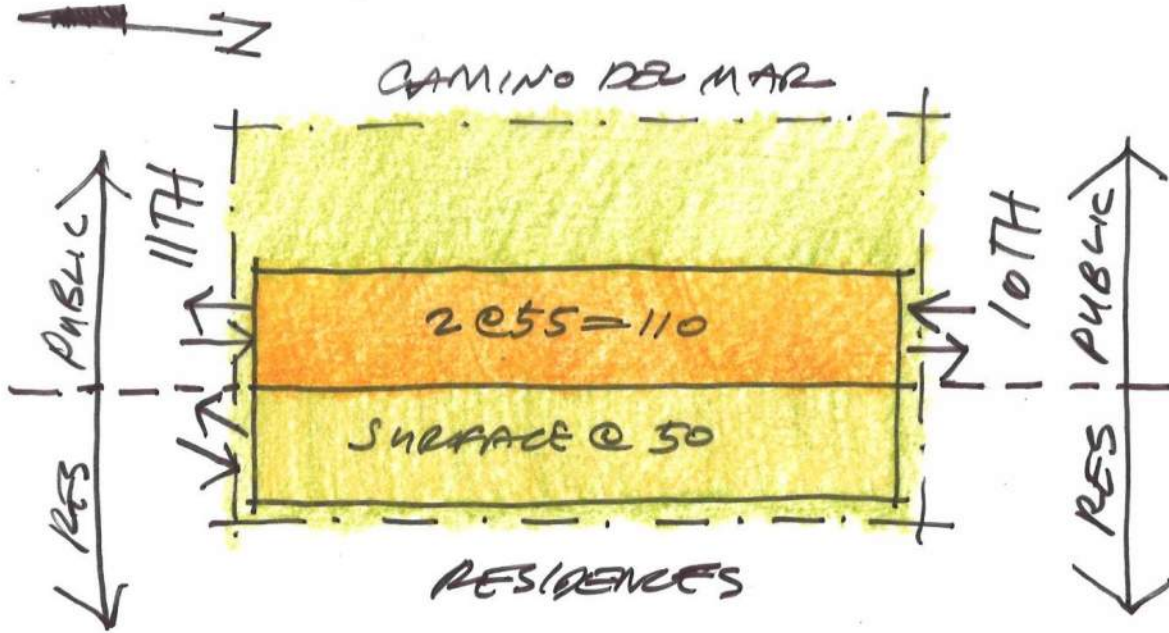 N
CAMINO DEL MAR
11TH
10TH
PUBLIC
PUBLIC
2 @ 55 = 110
SURFACE @ 50
RES
RES
RESIDENCES